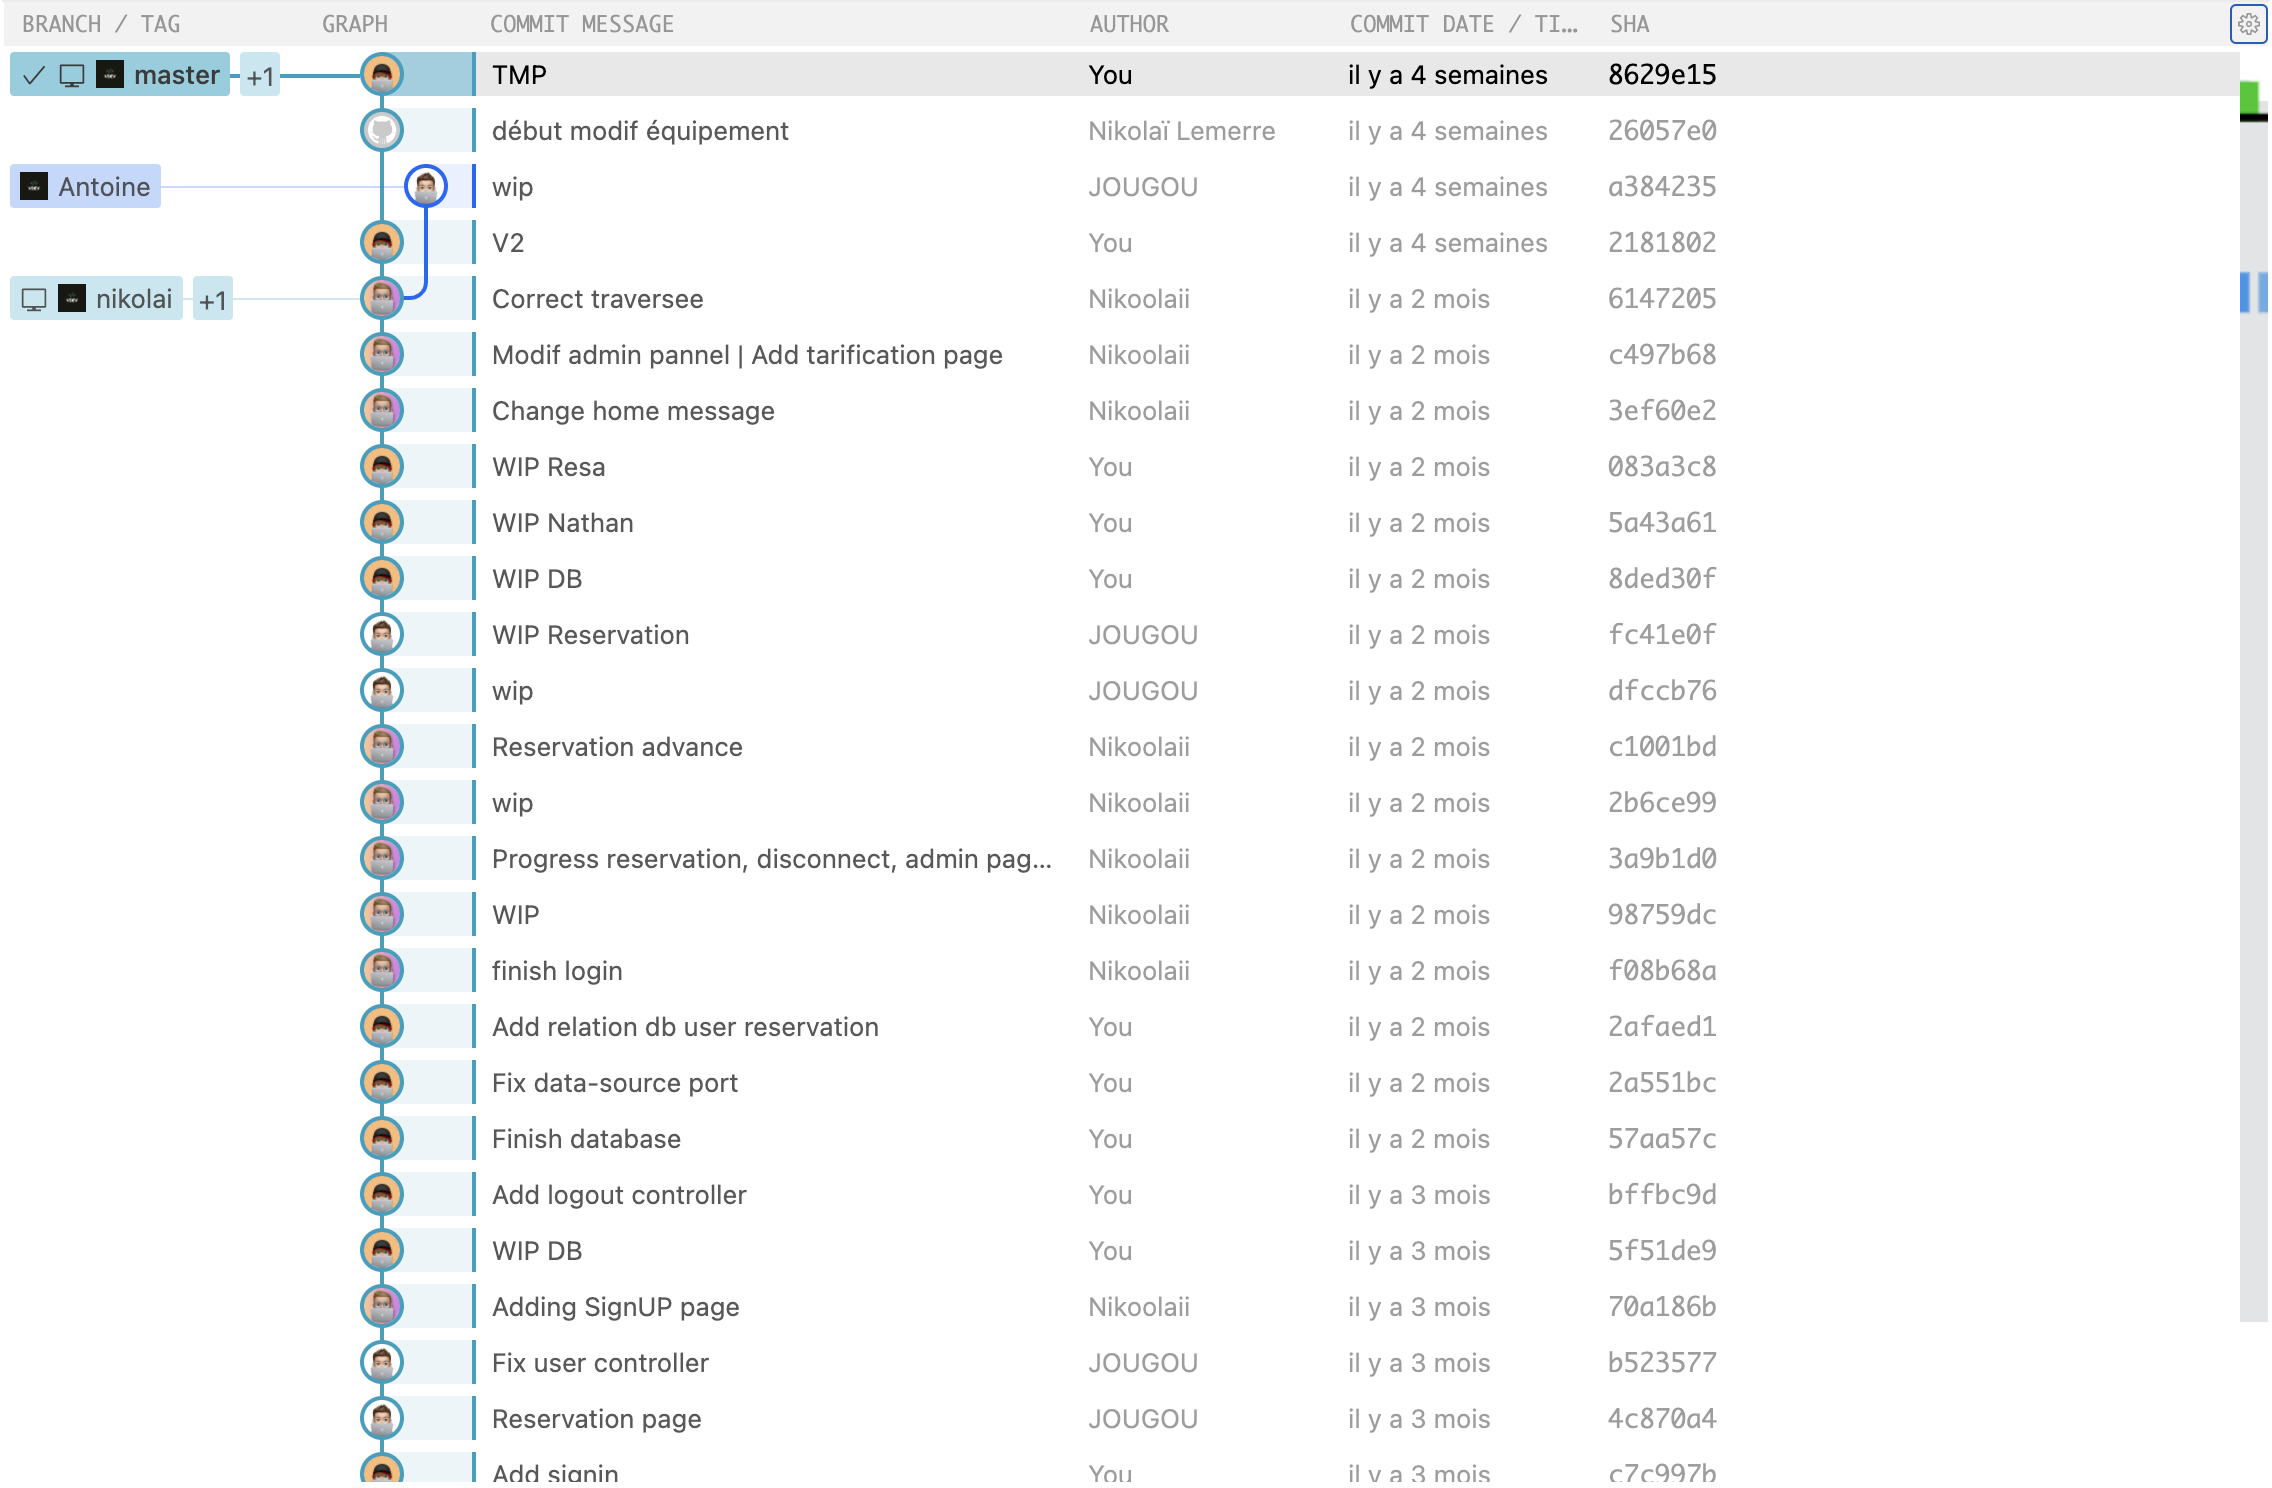 BRANCH / TAG GRAPH COMMIT MESSAGE AUTHOR COMMIT DATE / TI... SHA
master +1 TMP You il y a 4 semaines 8629e15
début modif équipement Nikolaï Lemerre il y a 4 semaines 26057e0
Antoine wip JOUGOU il y a 4 semaines a384235
V2 You il y a 4 semaines 2181802
nikolai +1 Correct traversee Nikoolaii il y a 2 mois 6147205
Modif admin pannel | Add tarification page Nikoolaii il y a 2 mois c497b68
Change home message Nikoolaii il y a 2 mois 3ef60e2
WIP Resa You il y a 2 mois 083a3c8
WIP Nathan You il y a 2 mois 5a43a61
WIP DB You il y a 2 mois 8ded30f
WIP Reservation JOUGOU il y a 2 mois fc41e0f
wip JOUGOU il y a 2 mois dfccb76
Reservation advance Nikoolaii il y a 2 mois c1001bd
wip Nikoolaii il y a 2 mois 2b6ce99
Progress reservation, disconnect, admin pag... Nikoolaii il y a 2 mois 3a9b1d0
WIP Nikoolaii il y a 2 mois 98759dc
finish login Nikoolaii il y a 2 mois f08b68a
Add relation db user reservation You il y a 2 mois 2afaed1
Fix data-source port You il y a 2 mois 2a551bc
Finish database You il y a 2 mois 57aa57c
Add logout controller You il y a 3 mois bffbc9d
WIP DB You il y a 3 mois 5f51de9
Adding SignUP page Nikoolaii il y a 3 mois 70a186b
Fix user controller JOUGOU il y a 3 mois b523577
Reservation page JOUGOU il y a 3 mois 4c870a4
Add signin You il y a 3 mois c7c997b